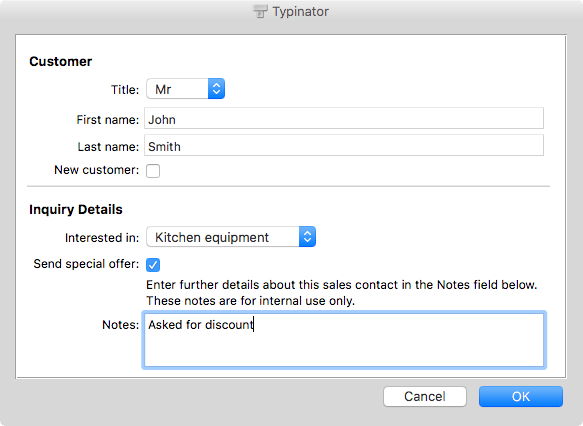 Typinator
Customer
Title: Mr
First name: John
Last name: Smith
New customer:
Inquiry Details
Interested in: Kitchen equipment
Send special offer:
Enter further details about this sales contact in the Notes field below.
These notes are for internal use only.
Notes: Asked for discount
Cancel OK